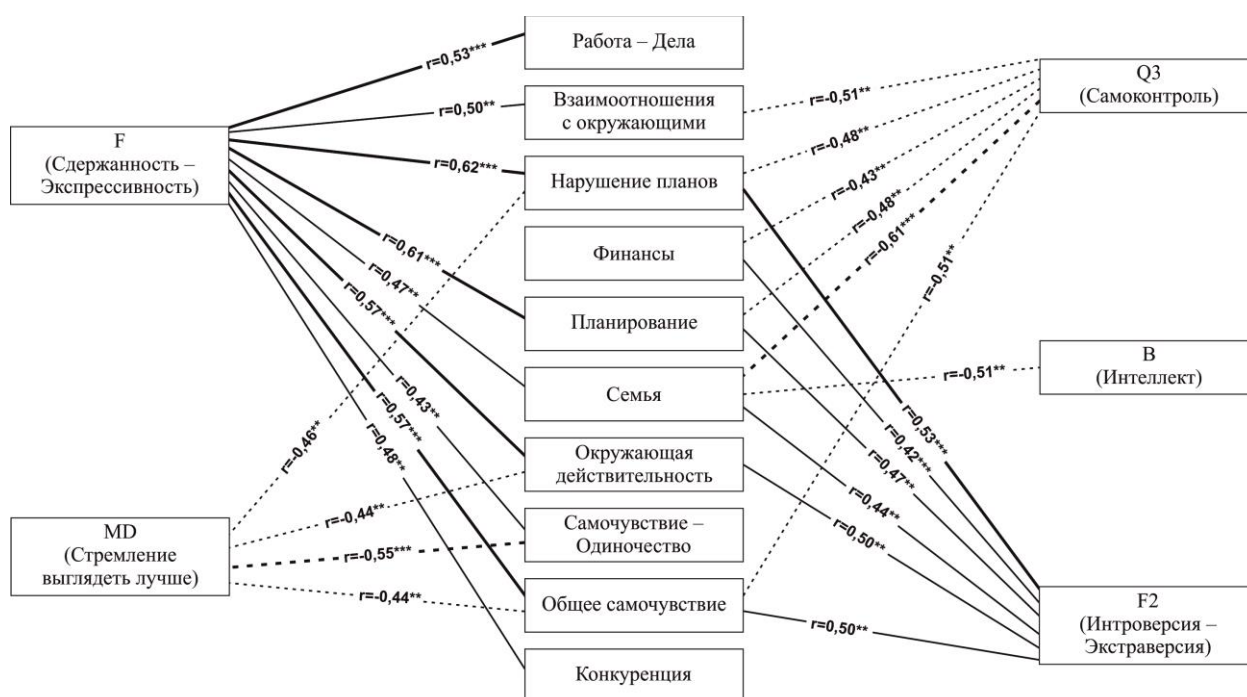 F
(Сдержанность –
Экспрессивность)
MD
(Стремление
выглядеть лучше)
r=0,53***
r=0,50**
r=0,62***
r=0,61***
r=0,47**
r=0,57***
r=0,43**
r=0,57***
r=0,48**
r=-0,46**
r=-0,44**
r=-0,55***
r=-0,44**
Работа – Дела
Взаимоотношения
с окружающими
Нарушение планов
Финансы
Планирование
Семья
Окружающая
действительность
Самочувствие –
Одиночество
Общее самочувствие
Конкуренция
r=-0,51**
r=-0,48**
r=-0,43**
r=-0,48**
r=-0,61***
r=-0,51**
r=-0,51**
r=0,53***
r=0,42***
r=0,47**
r=0,44**
r=0,50**
r=0,50**
Q3
(Самоконтроль)
B
(Интеллект)
F2
(Интроверсия –
Экстраверсия)